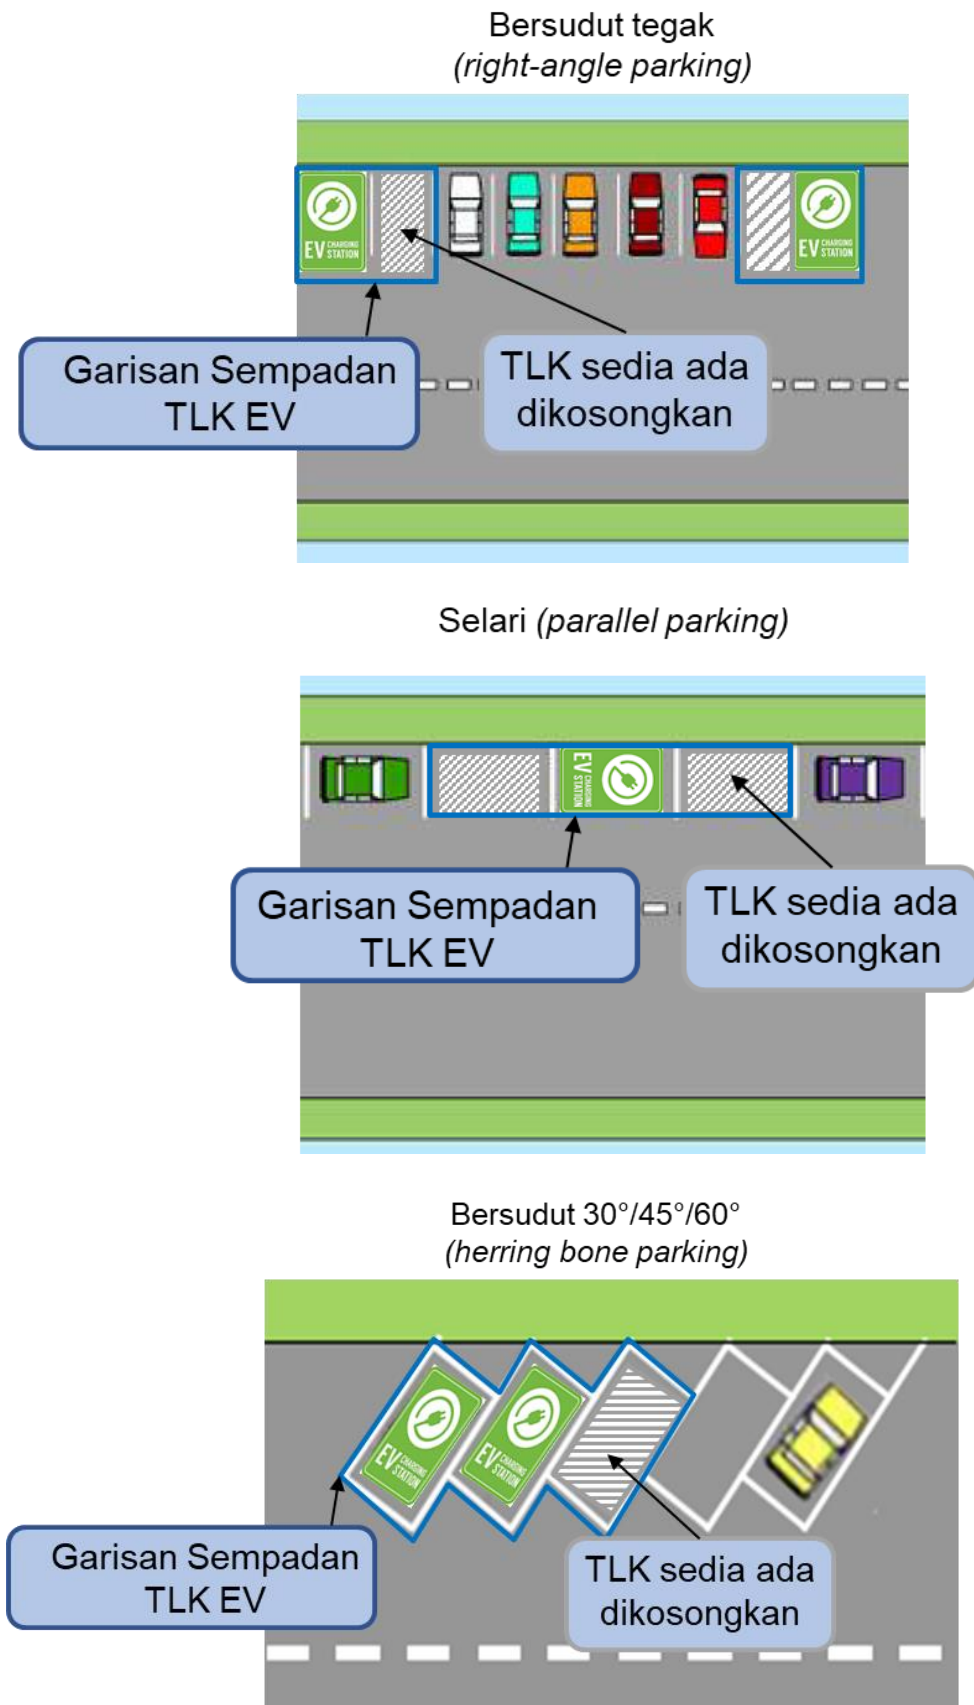 Bersudut tegak
(right-angle parking)
EV CHARGING STATION
EV CHARGING STATION
Garisan Sempadan
TLK EV
TLK sedia ada
dikosongkan
Selari (parallel parking)
EV CHARGING STATION
Garisan Sempadan
TLK EV
TLK sedia ada
dikosongkan
Bersudut 30°/45°/60°
(herring bone parking)
EV CHARGING STATION
EV CHARGING STATION
Garisan Sempadan
TLK EV
TLK sedia ada
dikosongkan